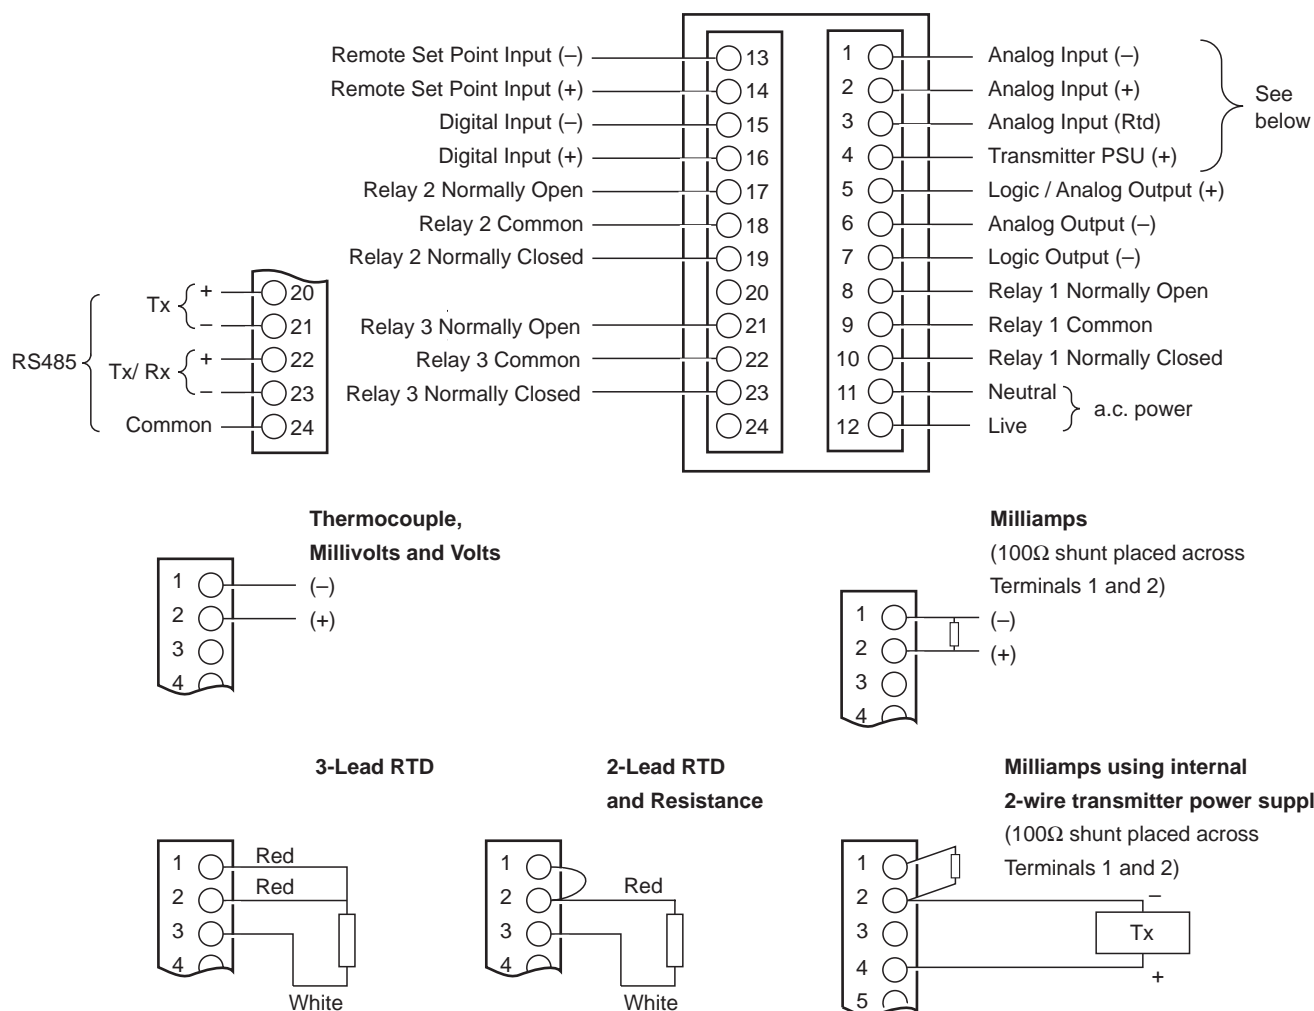 Remote Set Point Input (–) 13
Remote Set Point Input (+) 14
Digital Input (–) 15
Digital Input (+) 16
Relay 2 Normally Open 17
Relay 2 Common 18
Relay 2 Normally Closed 19
20
Relay 3 Normally Open 21
Relay 3 Common 22
Relay 3 Normally Closed 23
24
1 Analog Input (–)
2 Analog Input (+)
3 Analog Input (Rtd)
4 Transmitter PSU (+)
See
below
5 Logic / Analog Output (+)
6 Analog Output (–)
7 Logic Output (–)
8 Relay 1 Normally Open
9 Relay 1 Common
10 Relay 1 Normally Closed
11 Neutral
12 Live
a.c. power
RS485
Tx + 20
– 21
Tx/ Rx + 22
– 23
Common 24
Thermocouple,
Millivolts and Volts
1 (–)
2 (+)
3
4
Milliamps
(100Ω shunt placed across
Terminals 1 and 2)
1 (–)
2 (+)
3
4
3-Lead RTD
1 Red
2 Red
3
4
White
2-Lead RTD
and Resistance
1
2 Red
3
4
White
Milliamps using internal
2-wire transmitter power suppl
(100Ω shunt placed across
Terminals 1 and 2)
1
2 –
3 Tx
4 +
5